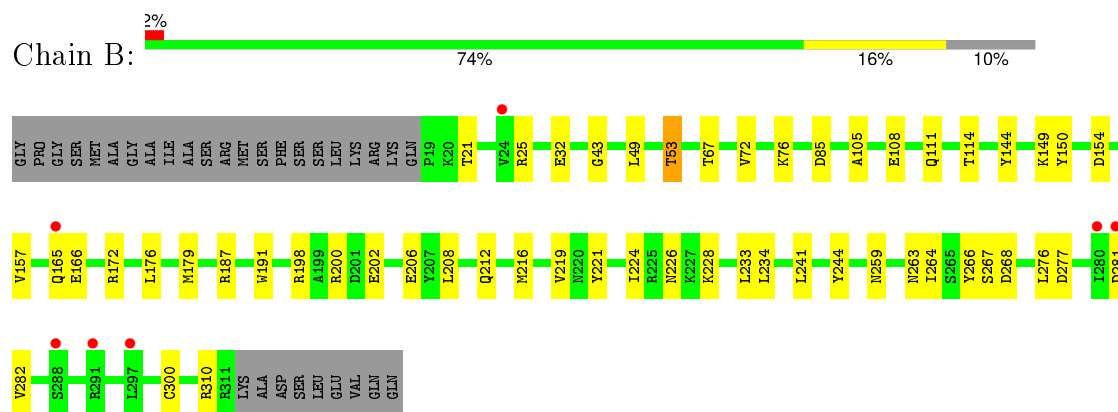 2%
Chain B:
74% 16% 10%
GLY PRO GLY SER MET ALA GLY ALA ILE ALA SER ARG MET SER PHE SER SER LEU LYS ARG LYS GLN P19 K20 T21 V24 R25 E32 G43 L49 T53 T67 V72 K76 D85 A105 E108 Q111 T114 Y144 K149 Y150 D154
V157 Q165 E166 R172 L176 M179 R187 W191 R198 A199 R200 D201 E202 E206 Y207 L208 Q212 M216 V219 N220 Y221 I224 R225 N226 K227 K228 L233 L234 L241 Y244 N259 N263 I264 S265 Y266 S267 D268 L276 D277 I280
V282 S288 R291 L297 C300 R310 R311 LYS ALA ASP SER LEU GLU VAL GLN GLN